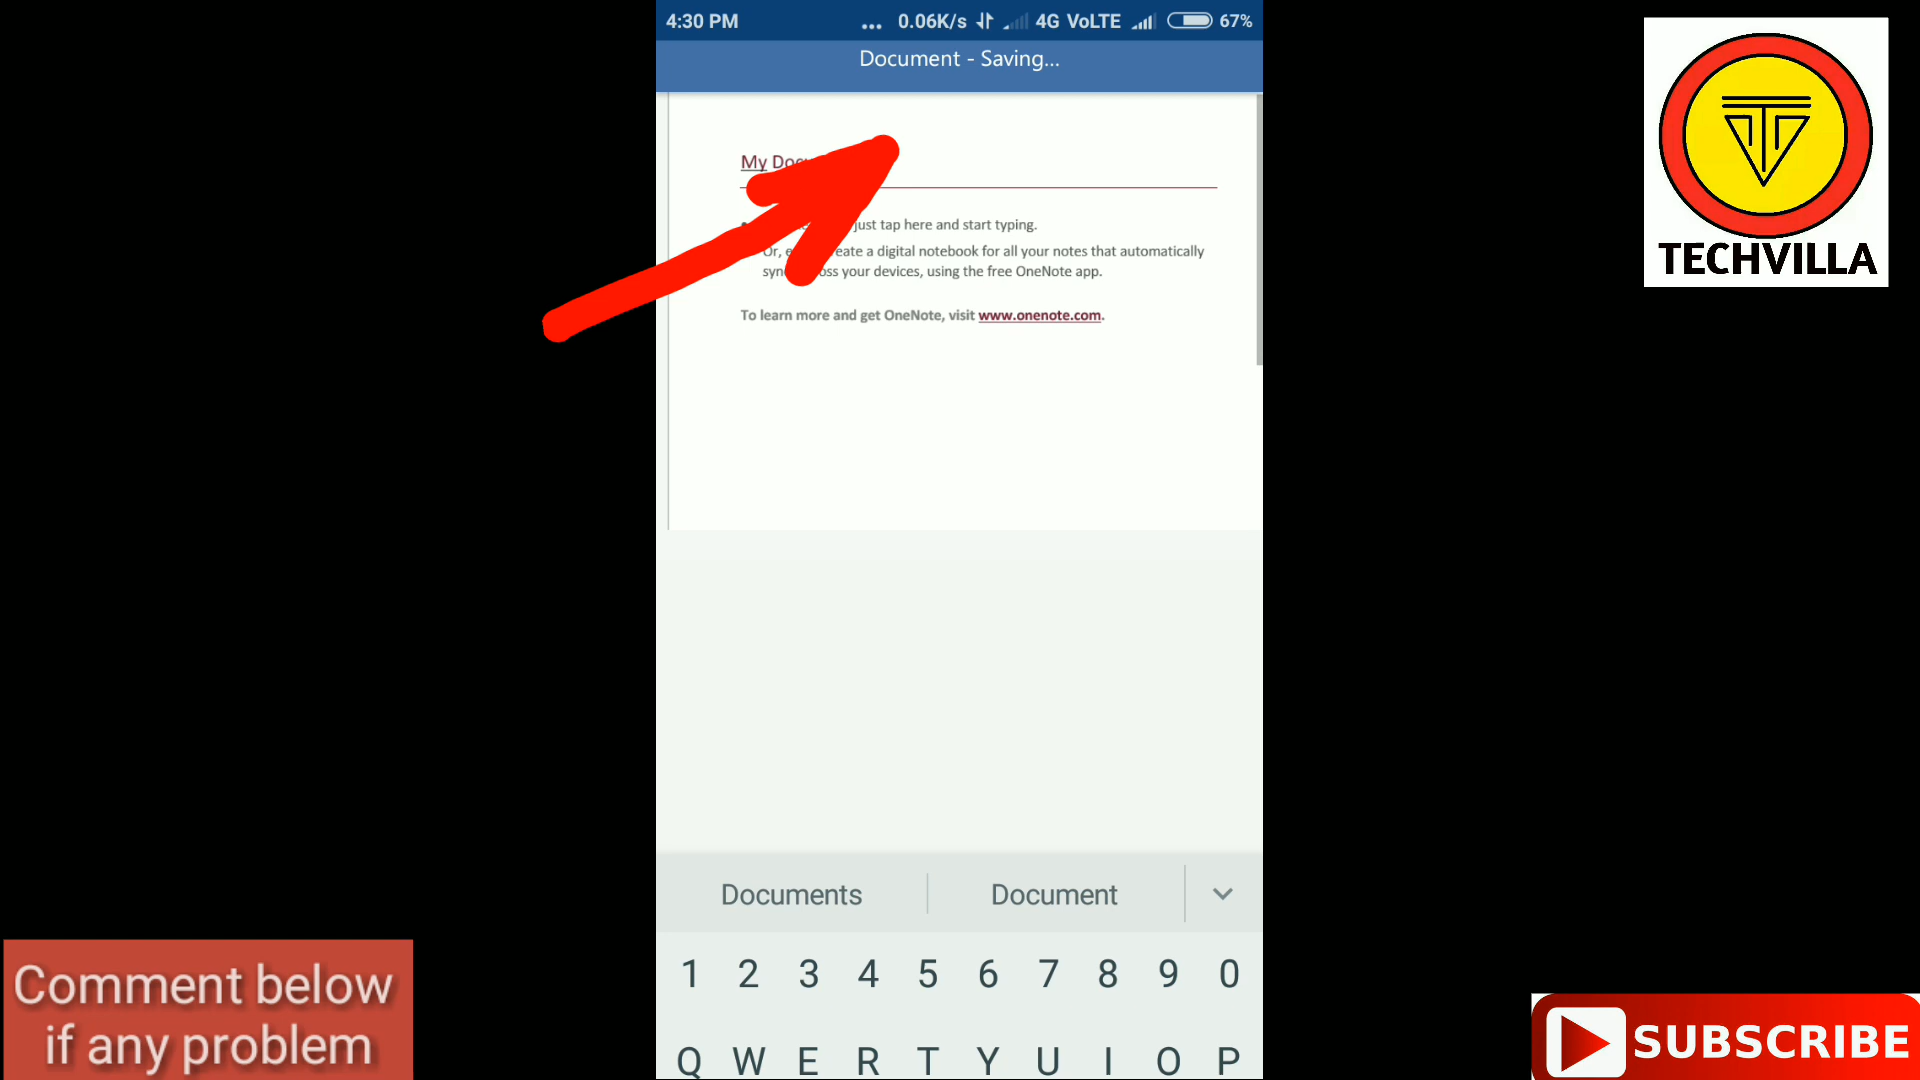 4:30 PM ... 0.06K/s 4G VoLTE 67%
Document - Saving...
My
just tap here and start typing.
Or, create a digital notebook for all your notes that automatically
your devices, using the free OneNote app.
To learn more and get OneNote, visit www.onenote.com.
Documents Document
1 2 3 4 5 6 7 8 9 0
Q W E R T Y U I O P
TECHVILLA
Comment below
if any problem
SUBSCRIBE